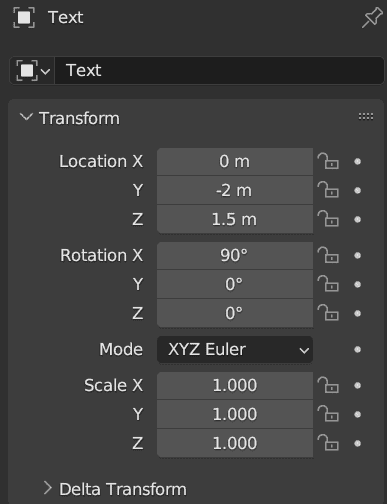 Text
Text
Transform
Location X 0 m
Y -2 m
Z 1.5 m
Rotation X 90°
Y 0°
Z 0°
Mode XYZ Euler
Scale X 1.000
Y 1.000
Z 1.000
Delta Transform